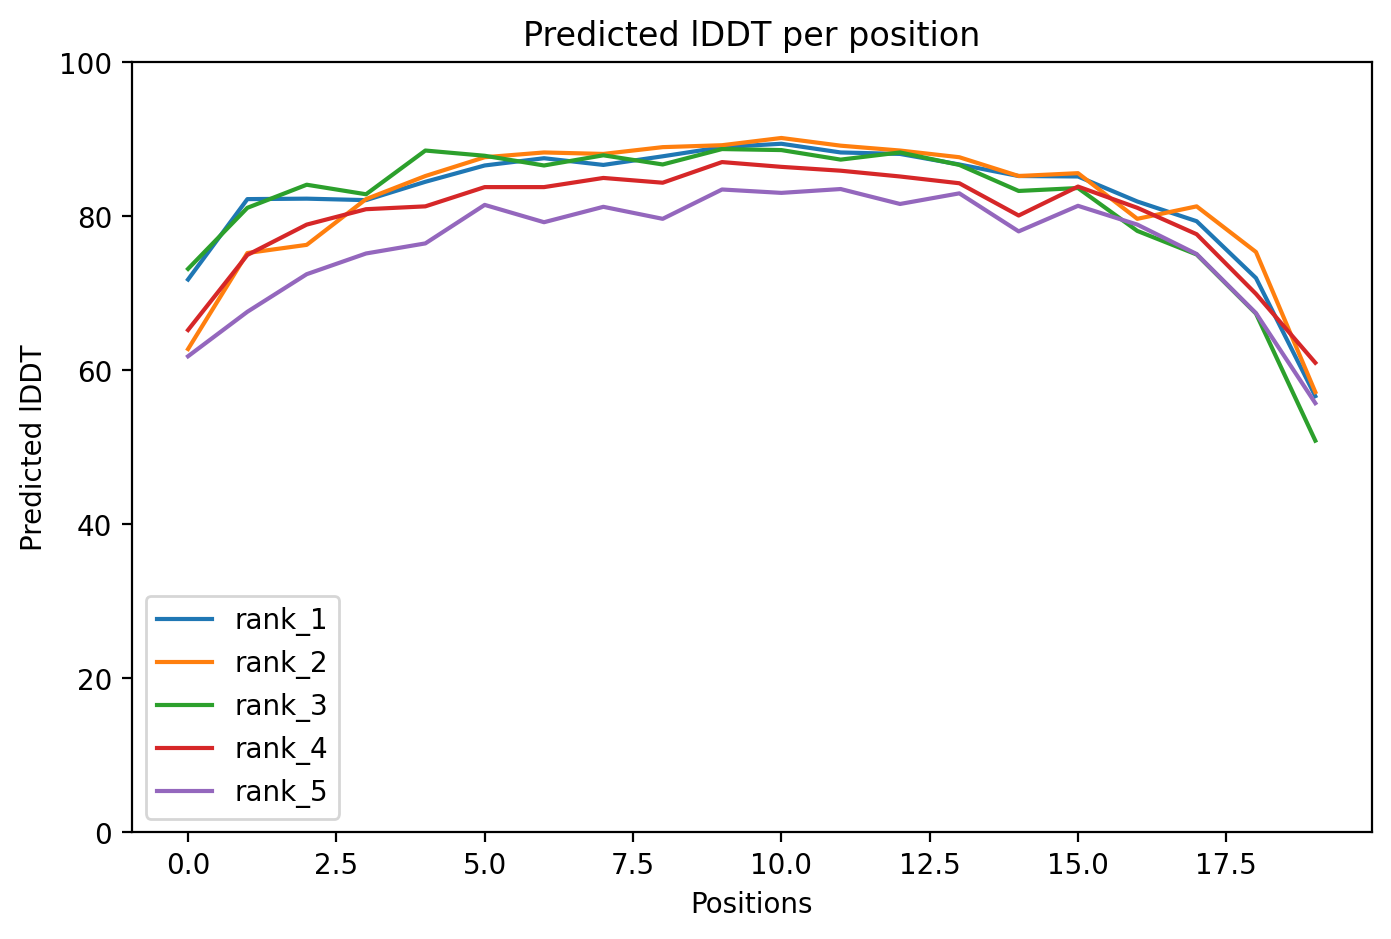 Predicted lDDT per position
100
80
60
40
20
0
Predicted lDDT
rank_1
rank_2
rank_3
rank_4
rank_5
0.0 2.5 5.0 7.5 10.0 12.5 15.0 17.5
Positions